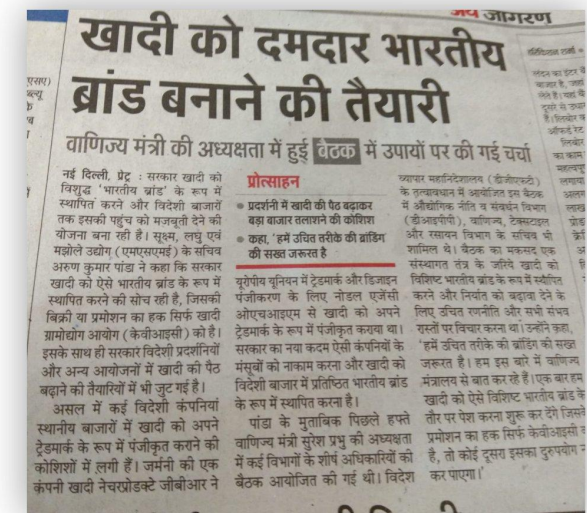 जागरण
खादी को दमदार भारतीय
ब्रांड बनाने की तैयारी
वाणिज्य मंत्री की अध्यक्षता में हुई बैठक में उपायों पर की गई चर्चा
नई दिल्ली, प्रेट्र : सरकार खादी को
विशुद्ध 'भारतीय ब्रांड' के रूप में
स्थापित करने और विदेशी बाजारों
तक इसकी पहुंच को मजबूती देने की
योजना बना रही है। सूक्ष्म, लघु एवं
मझोले उद्योग (एमएसएमई) के सचिव
अरुण कुमार पांडा ने कहा कि सरकार
खादी को ऐसे भारतीय ब्रांड के रूप में
स्थापित करने की सोच रही है, जिसकी
बिक्री या प्रमोशन का हक सिर्फ खादी
ग्रामोद्योग आयोग (केवीआइसी) को है।
इसके साथ ही सरकार विदेशी प्रदर्शनियों
और अन्य आयोजनों में खादी की पैठ
बढ़ाने की तैयारियों में भी जुट गई है।
असल में कई विदेशी कंपनियां
स्थानीय बाजारों में खादी को अपने
ट्रेडमार्क के रूप में पंजीकृत कराने की
कोशिशों में लगी हैं। जर्मनी की एक
कंपनी खादी नेचरप्रोडक्टे जीबीआर ने
प्रोत्साहन
प्रदर्शनी में खादी की पैठ बढ़ाकर
बड़ा बाजार तलाशने की कोशिश
कहा, 'हमें उचित तरीके की ब्रांडिंग
की सख्त जरूरत है
यूरोपीय यूनियन में ट्रेडमार्क और डिजाइन
पंजीकरण के लिए नोडल एजेंसी
ओएचआइएम से खादी को अपने
ट्रेडमार्क के रूप में पंजीकृत कराया था।
सरकार का नया कदम ऐसी कंपनियों के
मंसूबों को नाकाम करना और खादी को
विदेशी बाजार में प्रतिष्ठित भारतीय ब्रांड
के रूप में स्थापित करना है।
पांडा के मुताबिक पिछले हफ्ते
वाणिज्य मंत्री सुरेश प्रभु की अध्यक्षता
में कई विभागों के शीर्ष अधिकारियों की
बैठक आयोजित की गई थी। विदेश
व्यापार महानिदेशालय (डीजीएफटी)
के तत्वावधान में आयोजित इस बैठक
में औद्योगिक नीति व संवर्धन विभाग
(डीआइपीपी), वाणिज्य, टेक्सटाइल
और रसायन विभाग के सचिव भी
शामिल थे। बैठक का मकसद एक
संस्थागत तंत्र के जरिये खादी को
विशिष्ट भारतीय ब्रांड के रूप में स्थापित
करने और निर्यात को बढ़ावा देने के
लिए उचित रणनीति और सभी संभव
रास्तों पर विचार करना था। उन्होंने कहा,
'हमें उचित तरीके की ब्रांडिंग की सख्त
जरूरत है। हम इस बारे में वाणिज्य
मंत्रालय से बात कर रहे हैं। एक बार हम
खादी को ऐसे विशिष्ट भारतीय ब्रांड के
तौर पर पेश करना शुरू कर देंगे जिसके
प्रमोशन का हक सिर्फ केवीआइसी
है, तो कोई दूसरा इसका दुरुपयोग
कर पाएगा।'